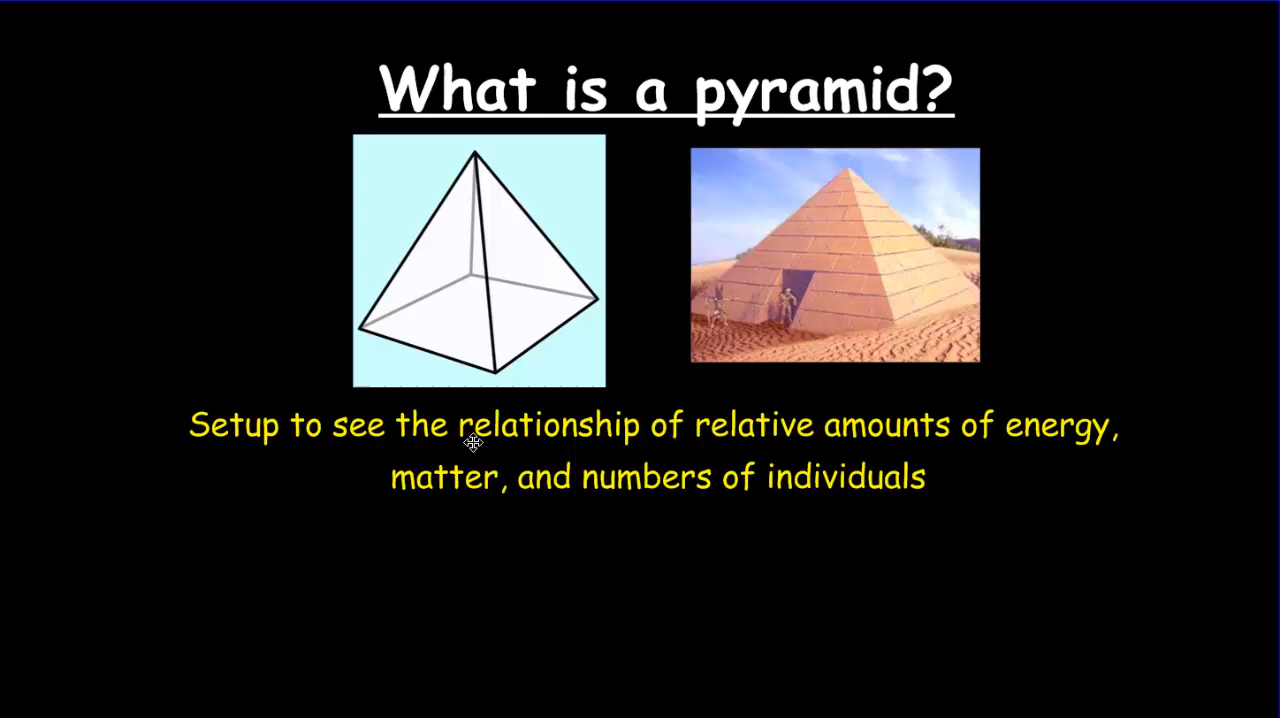 What is a pyramid?
Setup to see the relationship of relative amounts of energy,
matter, and numbers of individuals